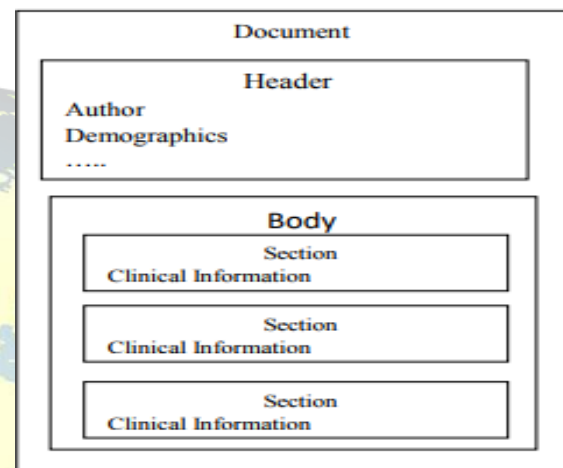 Document
Header
Author
Demographics
…..
Body
Section
Clinical Information
Section
Clinical Information
Section
Clinical Information